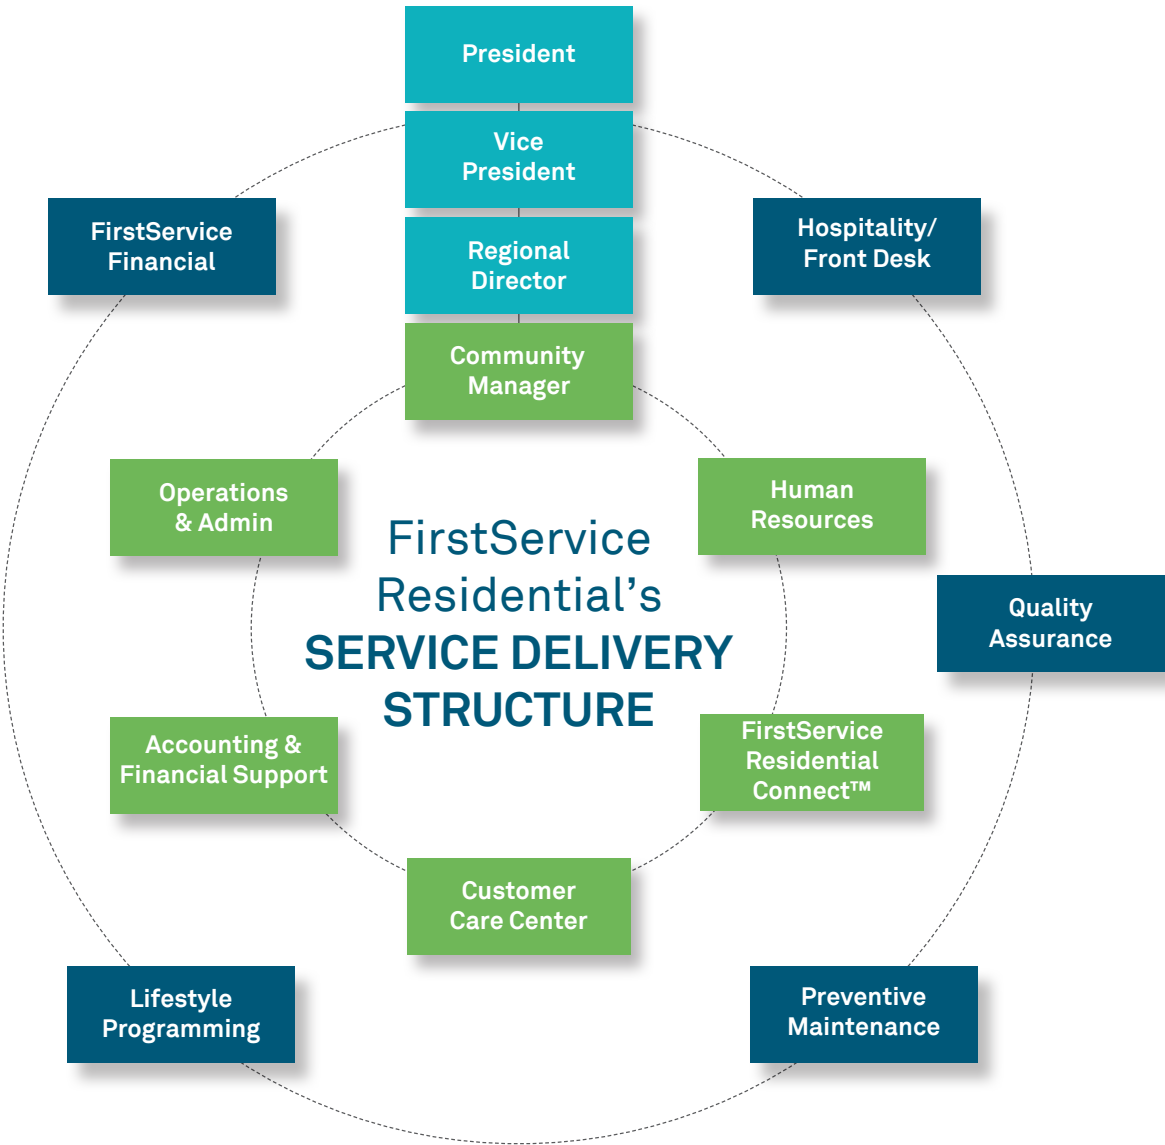 President
Vice
President
FirstService
Financial
Hospitality/
Front Desk
Regional
Director
Community
Manager
Operations
& Admin
Human
Resources
FirstService
Residential’s
SERVICE DELIVERY
STRUCTURE
Quality
Assurance
Accounting &
Financial Support
FirstService
Residential
Connect™
Customer
Care Center
Lifestyle
Programming
Preventive
Maintenance